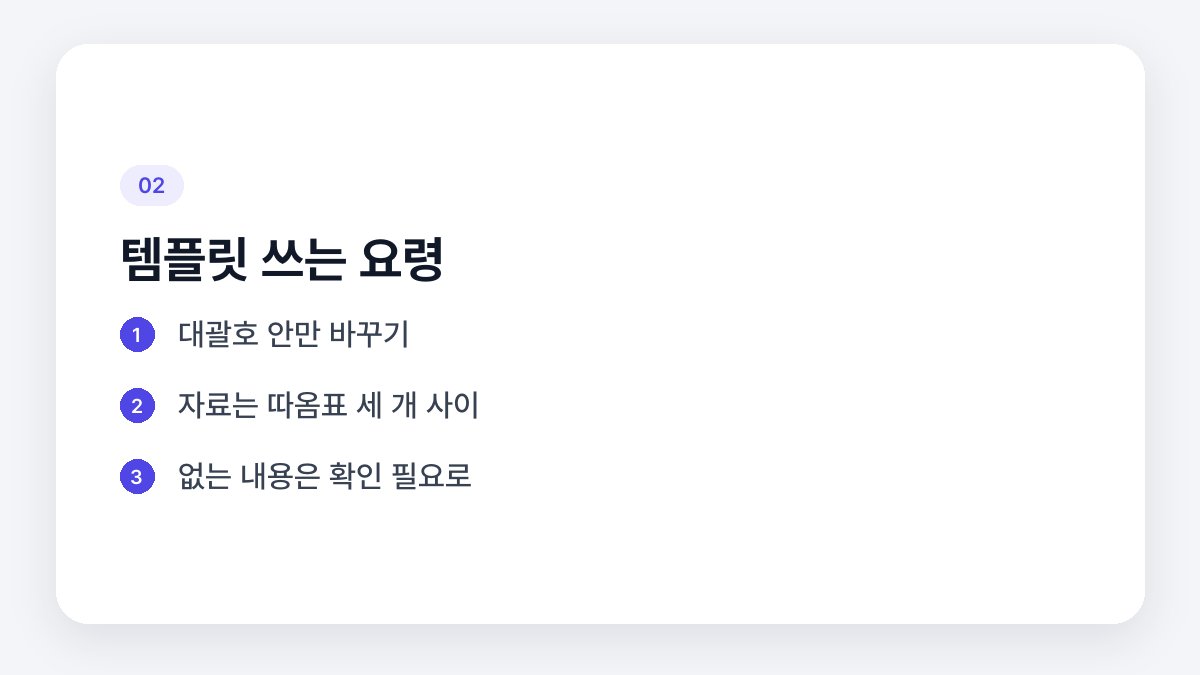 02
템플릿 쓰는 요령
1 대괄호 안만 바꾸기
2 자료는 따옴표 세 개 사이
3 없는 내용은 확인 필요로